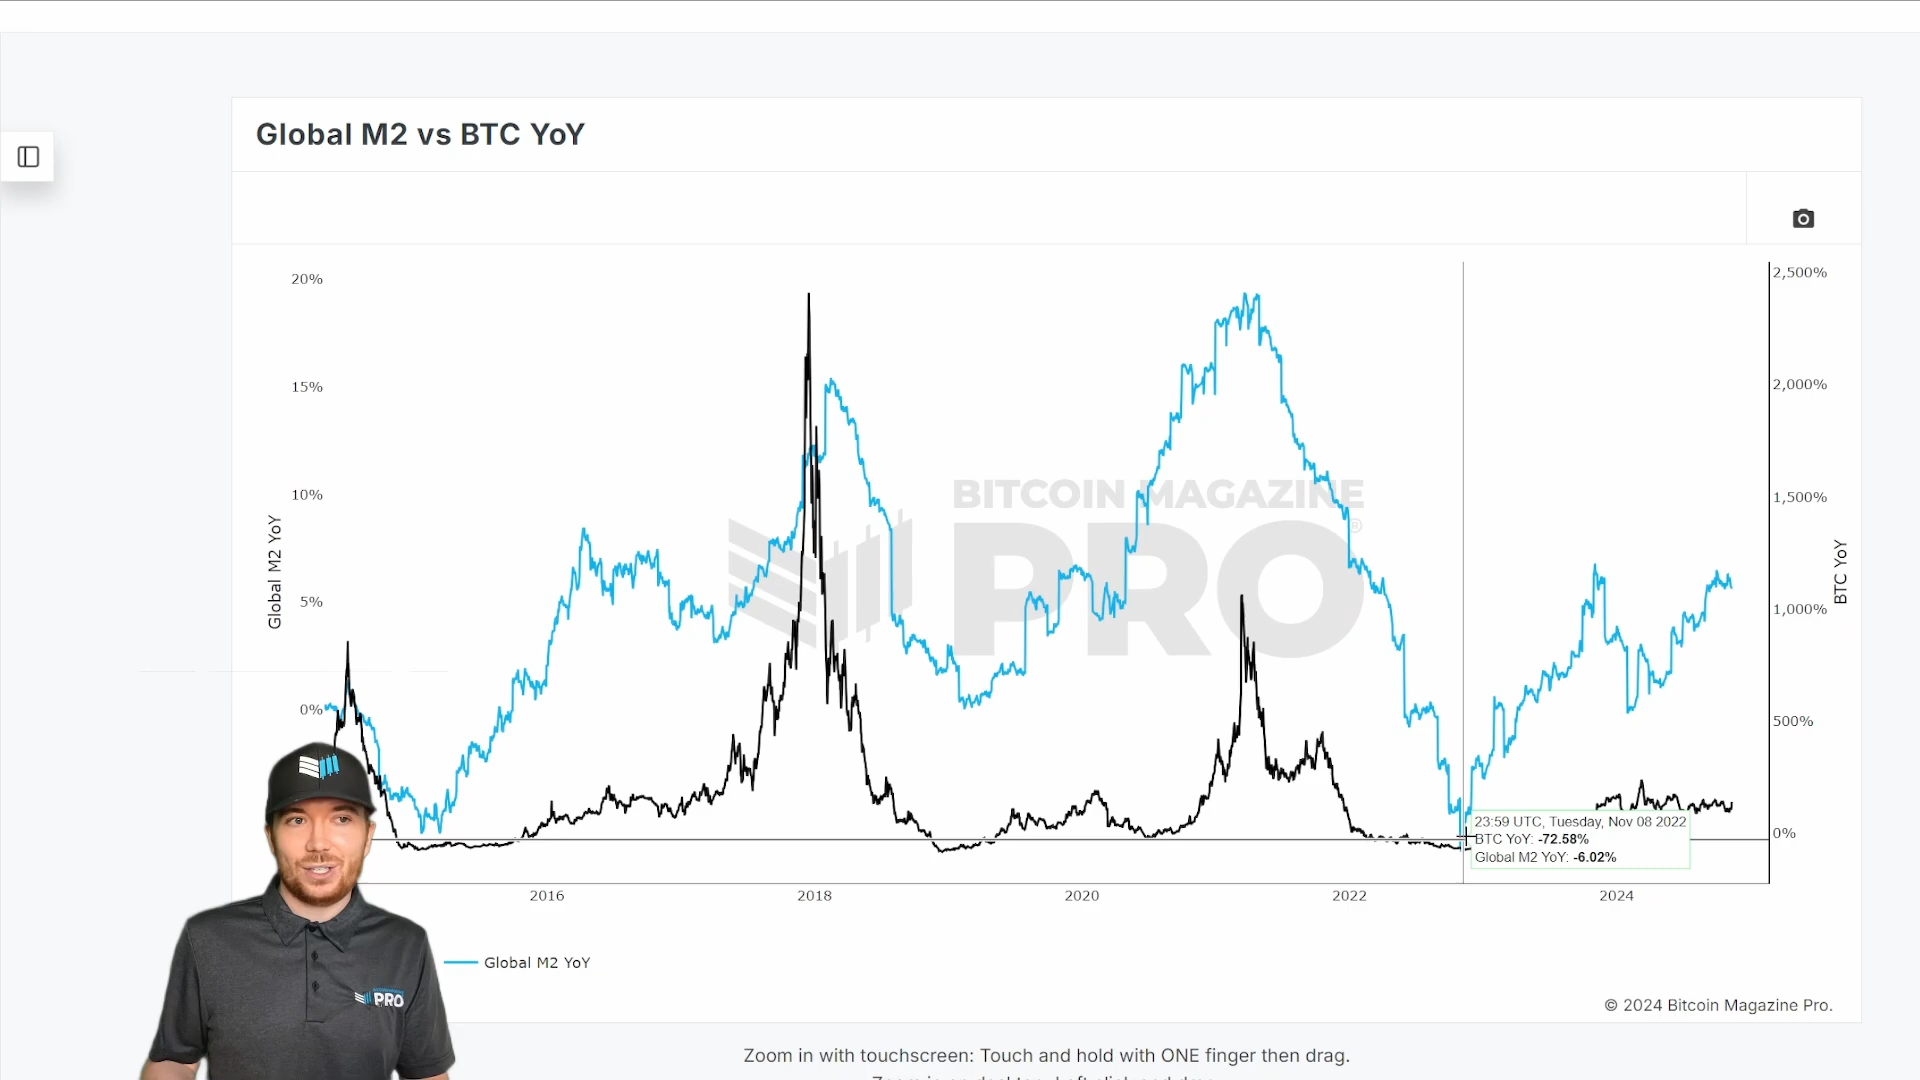 Global M2 vs BTC YoY
20%
15%
10%
5%
0%
Global M2 YoY
2,500%
2,000%
1,500%
1,000%
500%
0%
BTC YoY
BITCOIN MAGAZINE
PRO®
23:59 UTC, Tuesday, Nov 08 2022
BTC YoY: -72.58%
Global M2 YoY: -6.02%
2016
2018
2020
2022
2024
Global M2 YoY
PRO
© 2024 Bitcoin Magazine Pro.
Zoom in with touchscreen: Touch and hold with ONE finger then drag.